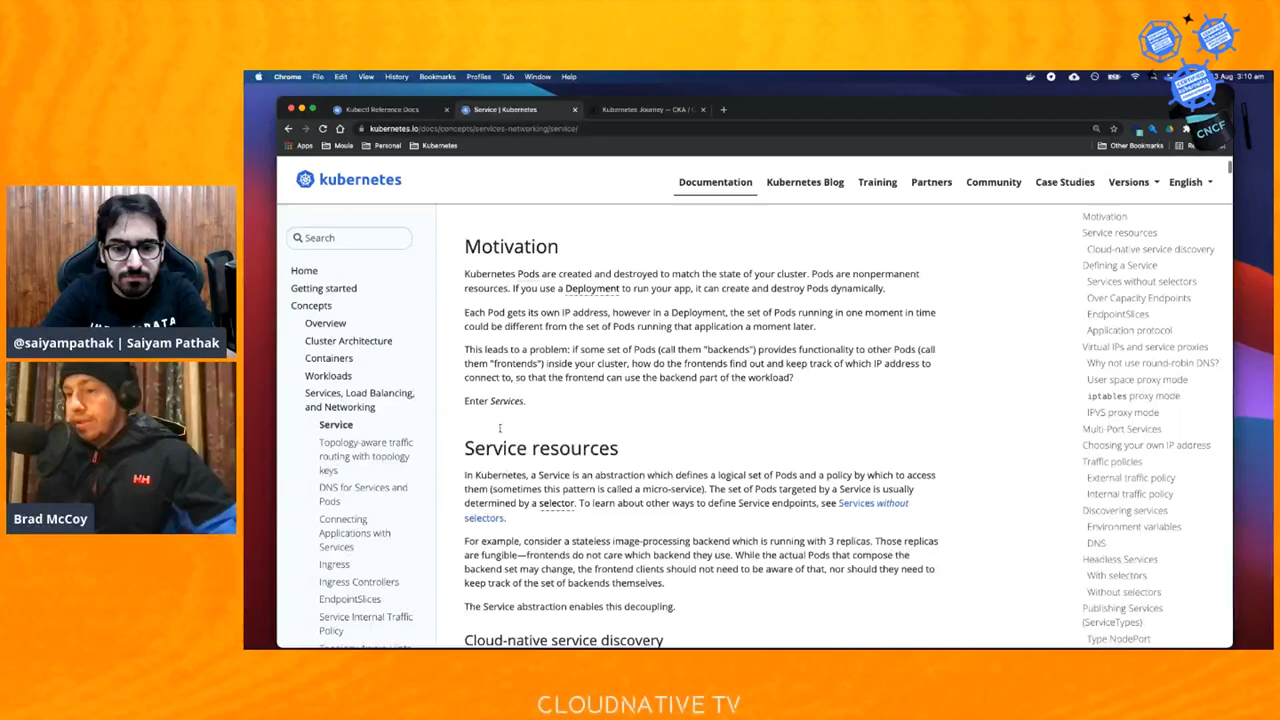 CNCF
Chrome File Edit View History Bookmarks Profiles Tab Window Help
3 Aug 3:10 am
Kubectl Reference Docs
Service | Kubernetes
Kubernetes Journey — CKA / C
kubernetes.io/docs/concepts/services-networking/service/
Apps Moula Personal Kubernetes
Other Bookmarks
kubernetes
Documentation Kubernetes Blog Training Partners Community Case Studies Versions English
Search
Home
Getting started
Concepts
Overview
Cluster Architecture
Containers
Workloads
Services, Load Balancing,
and Networking
Service
Topology-aware traffic
routing with topology
keys
DNS for Services and
Pods
Connecting
Applications with
Services
Ingress
Ingress Controllers
EndpointSlices
Service Internal Traffic
Policy
Motivation
Kubernetes Pods are created and destroyed to match the state of your cluster. Pods are nonpermanent
resources. If you use a Deployment to run your app, it can create and destroy Pods dynamically.
Each Pod gets its own IP address, however in a Deployment, the set of Pods running in one moment in time
could be different from the set of Pods running that application a moment later.
This leads to a problem: if some set of Pods (call them "backends") provides functionality to other Pods (call
them "frontends") inside your cluster, how do the frontends find out and keep track of which IP address to
connect to, so that the frontend can use the backend part of the workload?
Enter Services.
Service resources
In Kubernetes, a Service is an abstraction which defines a logical set of Pods and a policy by which to access
them (sometimes this pattern is called a micro-service). The set of Pods targeted by a Service is usually
determined by a selector. To learn about other ways to define Service endpoints, see Services without
selectors.
For example, consider a stateless image-processing backend which is running with 3 replicas. Those replicas
are fungible—frontends do not care which backend they use. While the actual Pods that compose the
backend set may change, the frontend clients should not need to be aware of that, nor should they need to
keep track of the set of backends themselves.
The Service abstraction enables this decoupling.
Cloud-native service discovery
Motivation
Service resources
Cloud-native service discovery
Defining a Service
Services without selectors
Over Capacity Endpoints
EndpointSlices
Application protocol
Virtual IPs and service proxies
Why not use round-robin DNS?
User space proxy mode
iptables proxy mode
IPVS proxy mode
Multi-Port Services
Choosing your own IP address
Traffic policies
External traffic policy
Internal traffic policy
Discovering services
Environment variables
DNS
Headless Services
With selectors
Without selectors
Publishing Services
(ServiceTypes)
Type NodePort
@saiyampathak | Saiyam Pathak
HH
Brad McCoy
CLOUDNATIVE TV